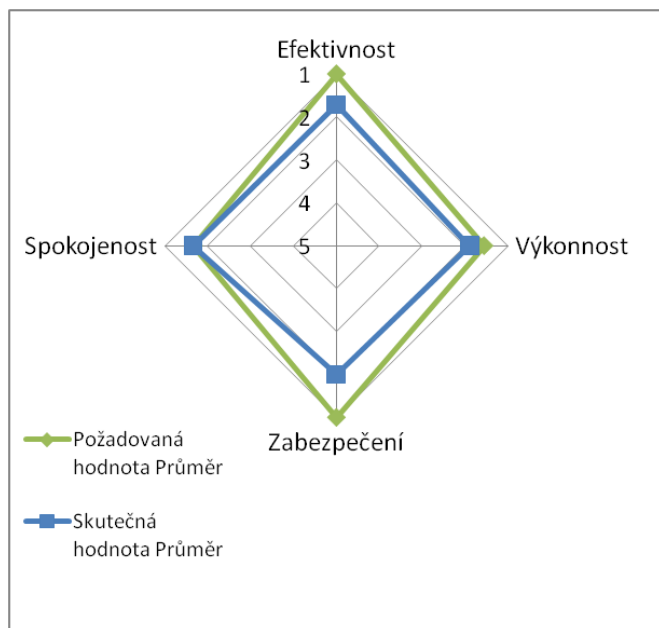 Efektivnost
1
2
3
4
5
Spokojenost
Výkonnost
Zabezpečení
Požadovaná
hodnota Průměr
Skutečná
hodnota Průměr